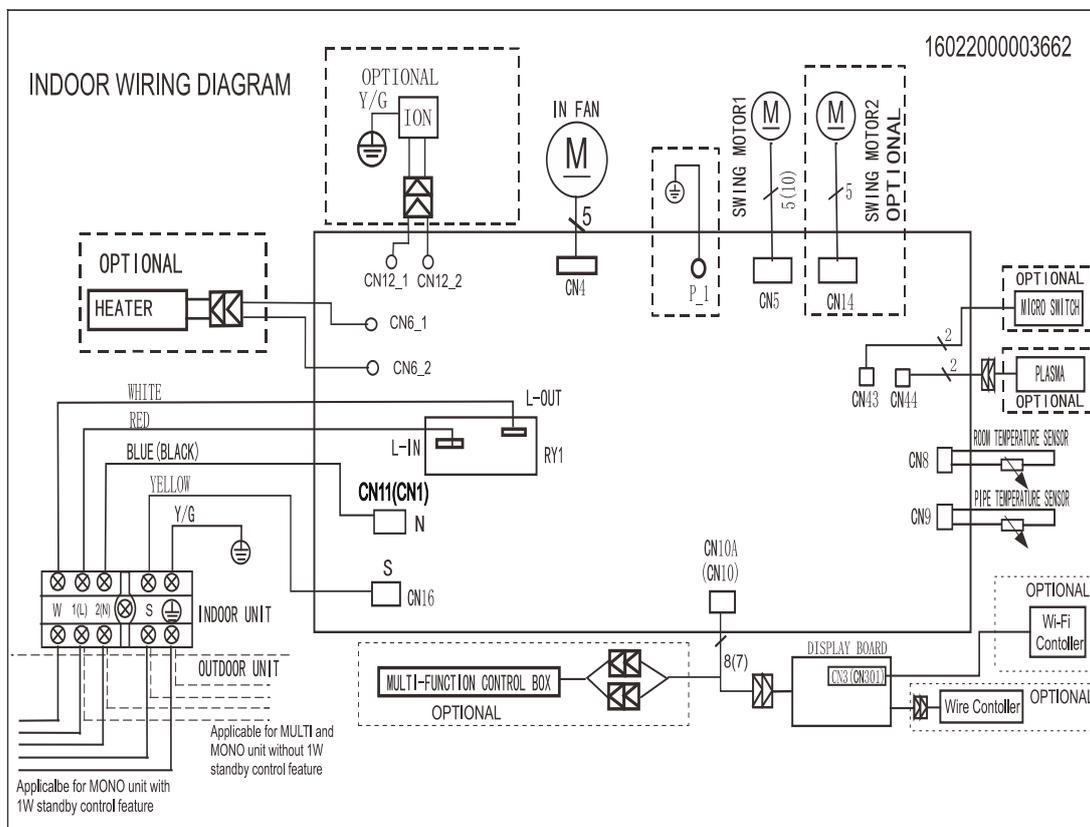 16022000003662
INDOOR WIRING DIAGRAM
OPTIONAL
Y/G
ION
IN FAN
M
5
SWING MOTOR1
M
5(10)
M
5
SWING MOTOR2
OPTIONAL
CN12_1 CN12_2
CN4
P_1
CN5
CN14
OPTIONAL
HEATER
CN6_1
CN6_2
OPTIONAL
MICRO SWITCH
2
2
PLASMA
OPTIONAL
CN43 CN44
WHITE
RED
BLUE(BLACK)
YELLOW
Y/G
L-OUT
L-IN
RY1
CN11(CN1)
N
S
CN16
CN8
ROOM TEMPERATURE SENSOR
CN9
PIPE TEMPERATURE SENSOR
CN10A
(CN10)
8(7)
W 1(L) 2(N) S
INDOOR UNIT
OUTDOOR UNIT
MULTI-FUNCTION CONTROL BOX
OPTIONAL
DISPLAY BOARD
CN3(CN301)
OPTIONAL
Wi-Fi
Contoller
OPTIONAL
Wire Contoller
Applicable for MULTI and
MONO unit without 1W
standby control feature
Applicalbe for MONO unit with
1W standby control feature